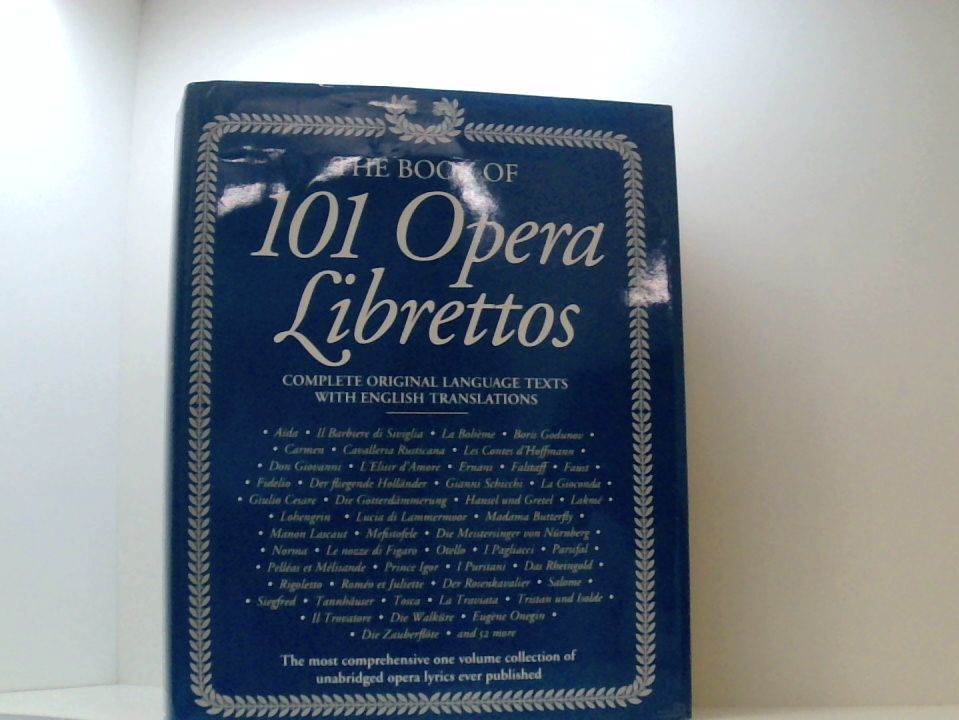 THE BOOK OF
101 Opera
Librettos
COMPLETE ORIGINAL LANGUAGE TEXTS
WITH ENGLISH TRANSLATIONS
• Aïda • Il Barbiere di Siviglia • La Bohème • Boris Godunov •
• Carmen • Cavalleria Rusticana • Les Contes d'Hoffmann •
• Don Giovanni • L'Elisir d'Amore • Ernani • Falstaff • Faust •
• Fidelio • Der fliegende Holländer • Gianni Schicchi • La Gioconda •
• Giulio Cesare • Die Götterdämmerung • Hansel und Gretel • Lakmé •
• Lohengrin • Lucia di Lammermoor • Madama Butterfly •
• Manon Lescaut • Mefistofele • Die Meistersinger von Nürnberg •
• Norma • Le nozze di Figaro • Otello • I Pagliacci • Parsifal •
• Pelléas et Mélisande • Prince Igor • I Puritani • Das Rheingold •
• Rigoletto • Roméo et Juliette • Der Rosenkavalier • Salome •
• Siegfred • Tannhäuser • Tosca • La Traviata • Tristan und Isolde •
• Il Trovatore • Die Walküre • Eugène Onegin •
• Die Zauberflöte • and 52 more
The most comprehensive one volume collection of
unabridged opera lyrics ever published